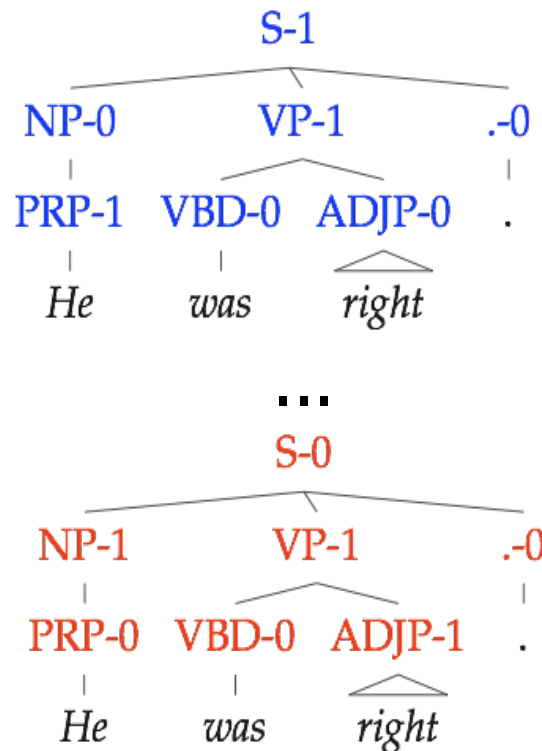 S-1
NP-0 VP-1 .-0
PRP-1 VBD-0 ADJP-0 .
He was right
...
S-0
NP-1 VP-1 .-0
PRP-0 VBD-0 ADJP-1 .
He was right